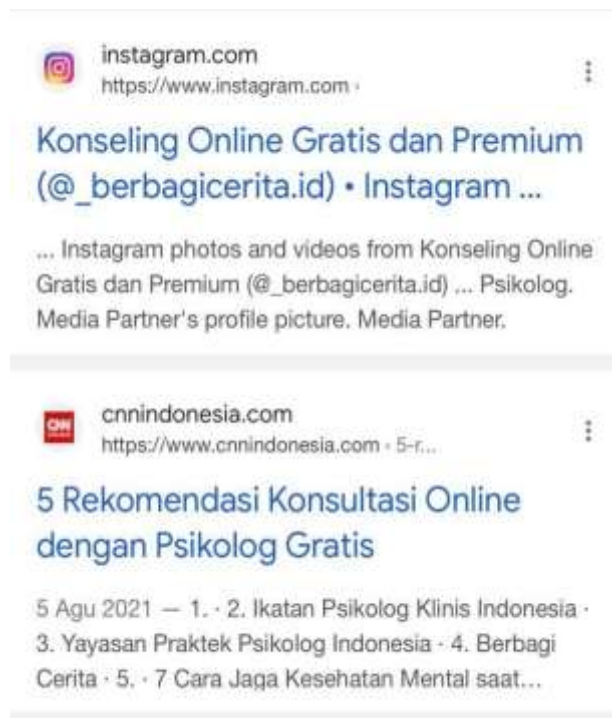 instagram.com
https://www.instagram.com ›
Konseling Online Gratis dan Premium
(@_berbagicerita.id) • Instagram ...
... Instagram photos and videos from Konseling Online
Gratis dan Premium (@_berbagicerita.id) ... Psikolog.
Media Partner's profile picture. Media Partner.
CNN
cnnindonesia.com
https://www.cnnindonesia.com › 5-r...
5 Rekomendasi Konsultasi Online
dengan Psikolog Gratis
5 Agu 2021 — 1. · 2. Ikatan Psikolog Klinis Indonesia ·
3. Yayasan Praktek Psikolog Indonesia · 4. Berbagi
Cerita · 5. · 7 Cara Jaga Kesehatan Mental saat...